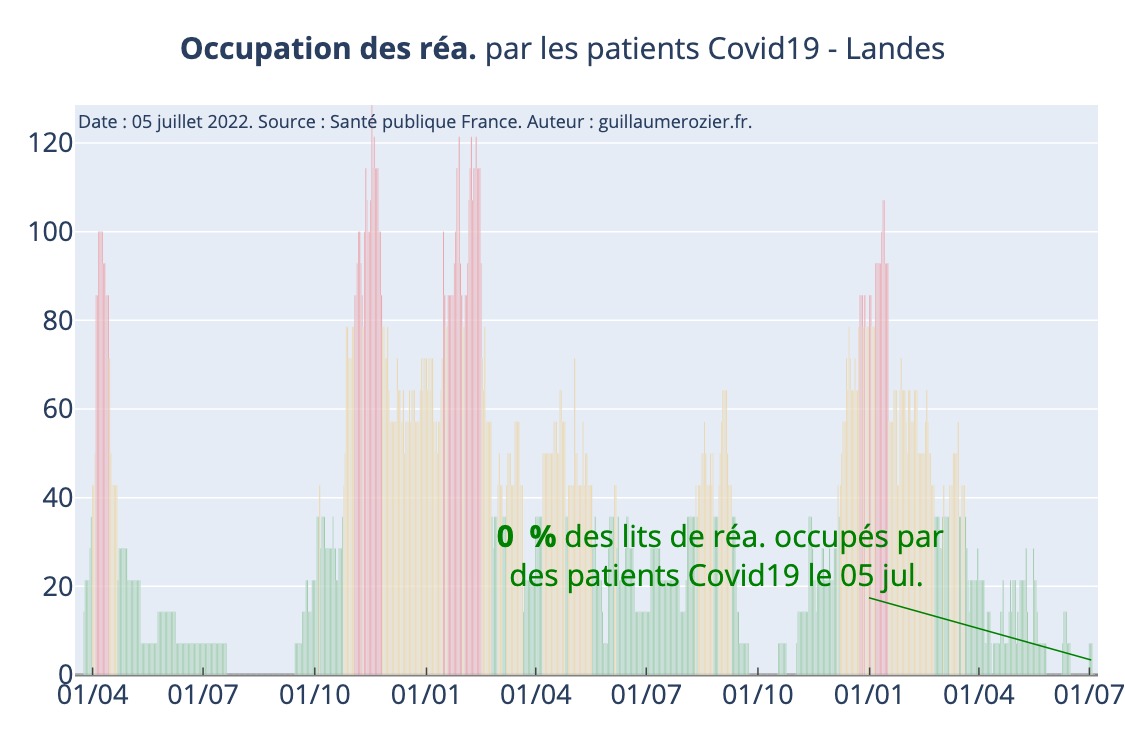 Occupation des réa. par les patients Covid19 - Landes
Date : 05 juillet 2022. Source : Santé publique France. Auteur : guillaumerozier.fr.
120
100
80
60
40
20
0
0 % des lits de réa. occupés par
des patients Covid19 le 05 jul.
01/04 01/07 01/10 01/01 01/04 01/07 01/10 01/01 01/04 01/07